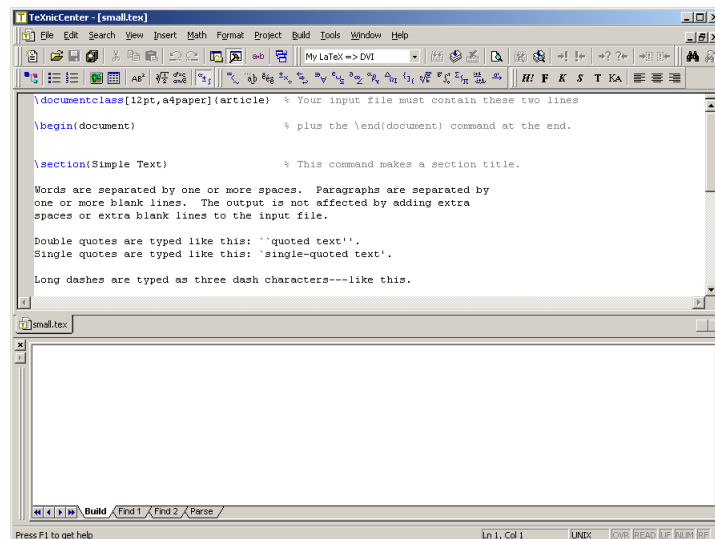 TeXnicCenter - [small.tex]
File Edit Search View Insert Math Format Project Build Tools Window Help
My LaTeX => DVI
H! F K S T KA
\documentclass[12pt,a4paper]{article} % Your input file must contain these two lines
\begin{document} % plus the \end{document} command at the end.
\section{Simple Text} % This command makes a section title.
Words are separated by one or more spaces. Paragraphs are separated by
one or more blank lines. The output is not affected by adding extra
spaces or extra blank lines to the input file.
Double quotes are typed like this: ``quoted text''.
Single quotes are typed like this: `single-quoted text'.
Long dashes are typed as three dash characters---like this.
small.tex
Build Find 1 Find 2 Parse
Press F1 to get help Ln 1, Col 1 UNIX OVR READ LF NUM RF